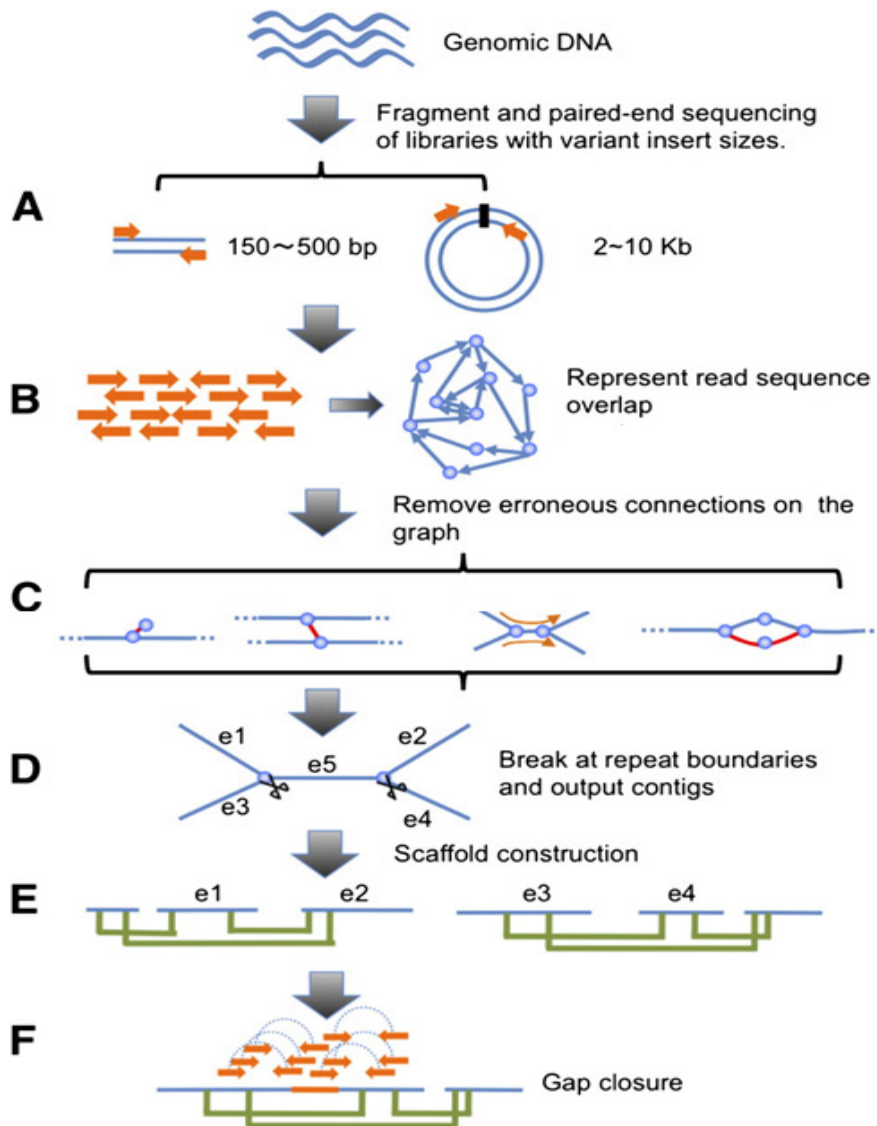 Genomic DNA
Fragment and paired-end sequencing
of libraries with variant insert sizes.
A
150～500 bp
2~10 Kb
B
Represent read sequence
overlap
Remove erroneous connections on the
graph
C
D
e1
e2
e5
e3
e4
Break at repeat boundaries
and output contigs
Scaffold construction
E
e1
e2
e3
e4
F
Gap closure